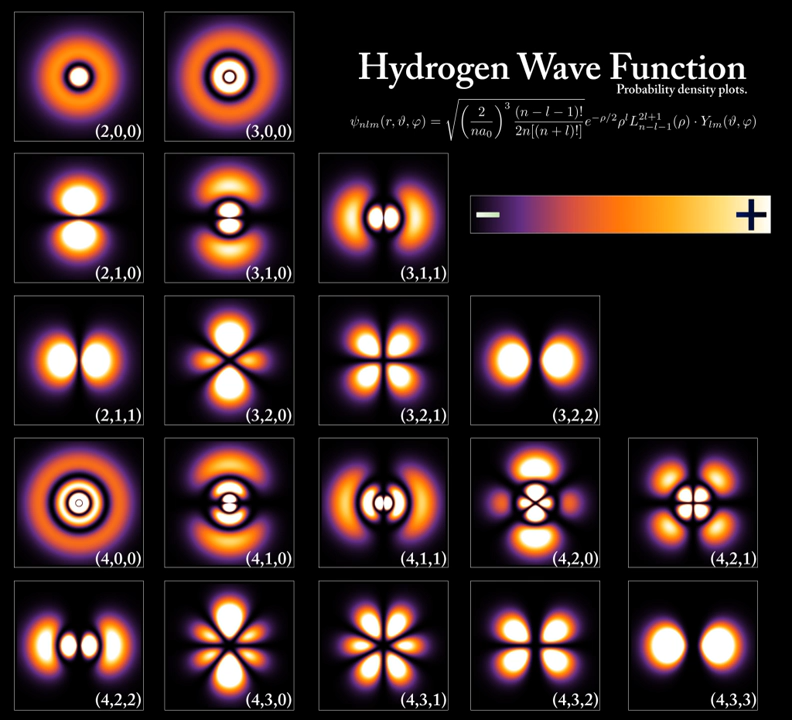 Hydrogen Wave Function
Probability density plots.
ψₙₗₘ(r, ϑ, φ) = √((2/na₀)³ (n − l − 1)!/2n[(n + l)!]) e^(−ρ/2) ρˡ L_(n−l−1)^(2l+1)(ρ) · Yₗₘ(ϑ, φ)
(2,0,0) (3,0,0)
− +
(2,1,0) (3,1,0) (3,1,1)
(2,1,1) (3,2,0) (3,2,1) (3,2,2)
(4,0,0) (4,1,0) (4,1,1) (4,2,0) (4,2,1)
(4,2,2) (4,3,0) (4,3,1) (4,3,2) (4,3,3)